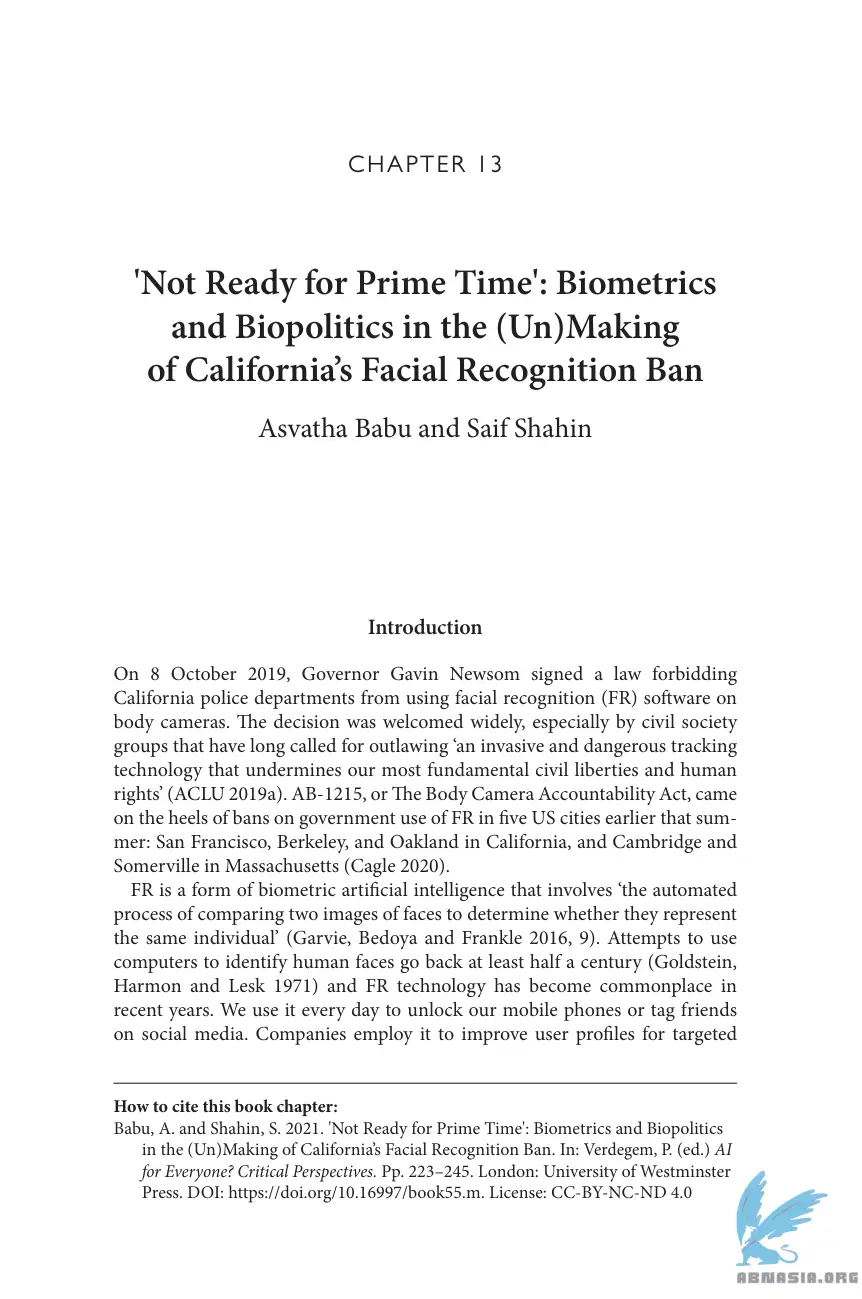 CHAPTER 13
'Not Ready for Prime Time': Biometrics
and Biopolitics in the (Un)Making
of California’s Facial Recognition Ban
Asvatha Babu and Saif Shahin
Introduction
On 8 October 2019, Governor Gavin Newsom signed a law forbidding
California police departments from using facial recognition (FR) software on
body cameras. The decision was welcomed widely, especially by civil society
groups that have long called for outlawing ‘an invasive and dangerous tracking
technology that undermines our most fundamental civil liberties and human
rights’ (ACLU 2019a). AB-1215, or The Body Camera Accountability Act, came
on the heels of bans on government use of FR in five US cities earlier that sum-
mer: San Francisco, Berkeley, and Oakland in California, and Cambridge and
Somerville in Massachusetts (Cagle 2020).
FR is a form of biometric artificial intelligence that involves ‘the automated
process of comparing two images of faces to determine whether they represent
the same individual’ (Garvie, Bedoya and Frankle 2016, 9). Attempts to use
computers to identify human faces go back at least half a century (Goldstein,
Harmon and Lesk 1971) and FR technology has become commonplace in
recent years. We use it every day to unlock our mobile phones or tag friends
on social media. Companies employ it to improve user profiles for targeted
How to cite this book chapter:
Babu, A. and Shahin, S. 2021. 'Not Ready for Prime Time': Biometrics and Biopolitics
in the (Un)Making of California’s Facial Recognition Ban. In: Verdegem, P. (ed.) AI
for Everyone? Critical Perspectives. Pp. 223–245. London: University of Westminster
Press. DOI: https://doi.org/10.16997/book55.m. License: CC-BY-NC-ND 4.0
ABNASIA.ORG